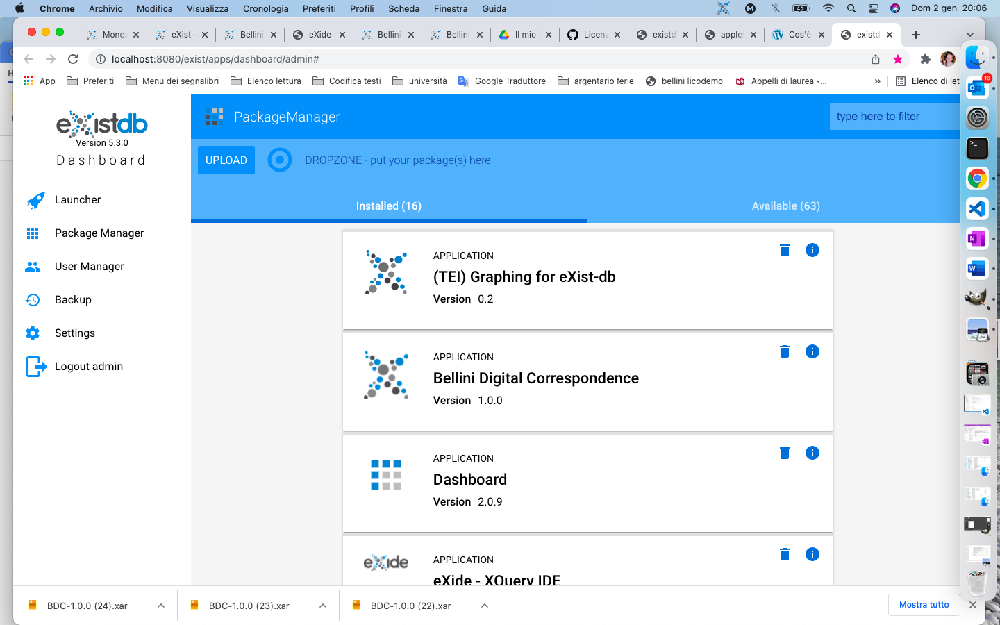 Chrome Archivio Modifica Visualizza Cronologia Preferiti Profili Scheda Finestra Guida Dom 2 gen 20:06
Mone eXist- Bellini eXide Bellini Bellini Il mio Licenz existd applet Cos'è existd
localhost:8080/exist/apps/dashboard/admin#
App Preferiti Menu dei segnalibri Elenco lettura Codifica testi università Google Traduttore argentario ferie bellini licodemo Appelli di laurea •... » Elenco di let
16
eXistdb
Version 5.3.0
Dashboard
Launcher
Package Manager
User Manager
Backup
Settings
Logout admin
PackageManager
type here to filter
UPLOAD
DROPZONE - put your package(s) here.
Installed (16)
Available (63)
APPLICATION
(TEI) Graphing for eXist-db
Version 0.2
APPLICATION
Bellini Digital Correspondence
Version 1.0.0
APPLICATION
Dashboard
Version 2.0.9
eXide
APPLICATION
eXide - XQuery IDE
BDC-1.0.0 (24).xar
BDC-1.0.0 (23).xar
BDC-1.0.0 (22).xar
Mostra tutto